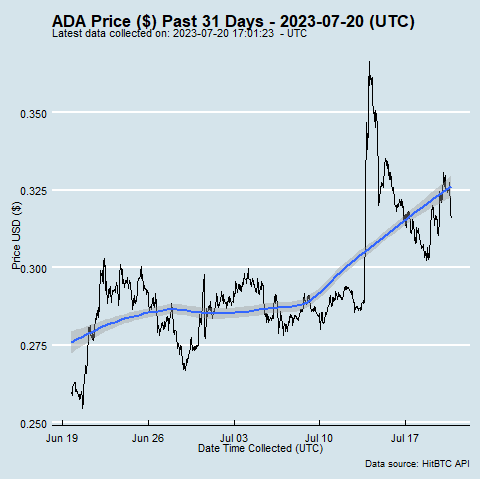 ADA Price ($) Past 31 Days - 2023-07-20 (UTC)
Latest data collected on: 2023-07-20 17:01:23 - UTC
0.350
0.325
0.300
0.275
0.250
Price USD ($)
Jun 19 Jun 26 Jul 03 Jul 10 Jul 17
Date Time Collected (UTC)
Data source: HitBTC API